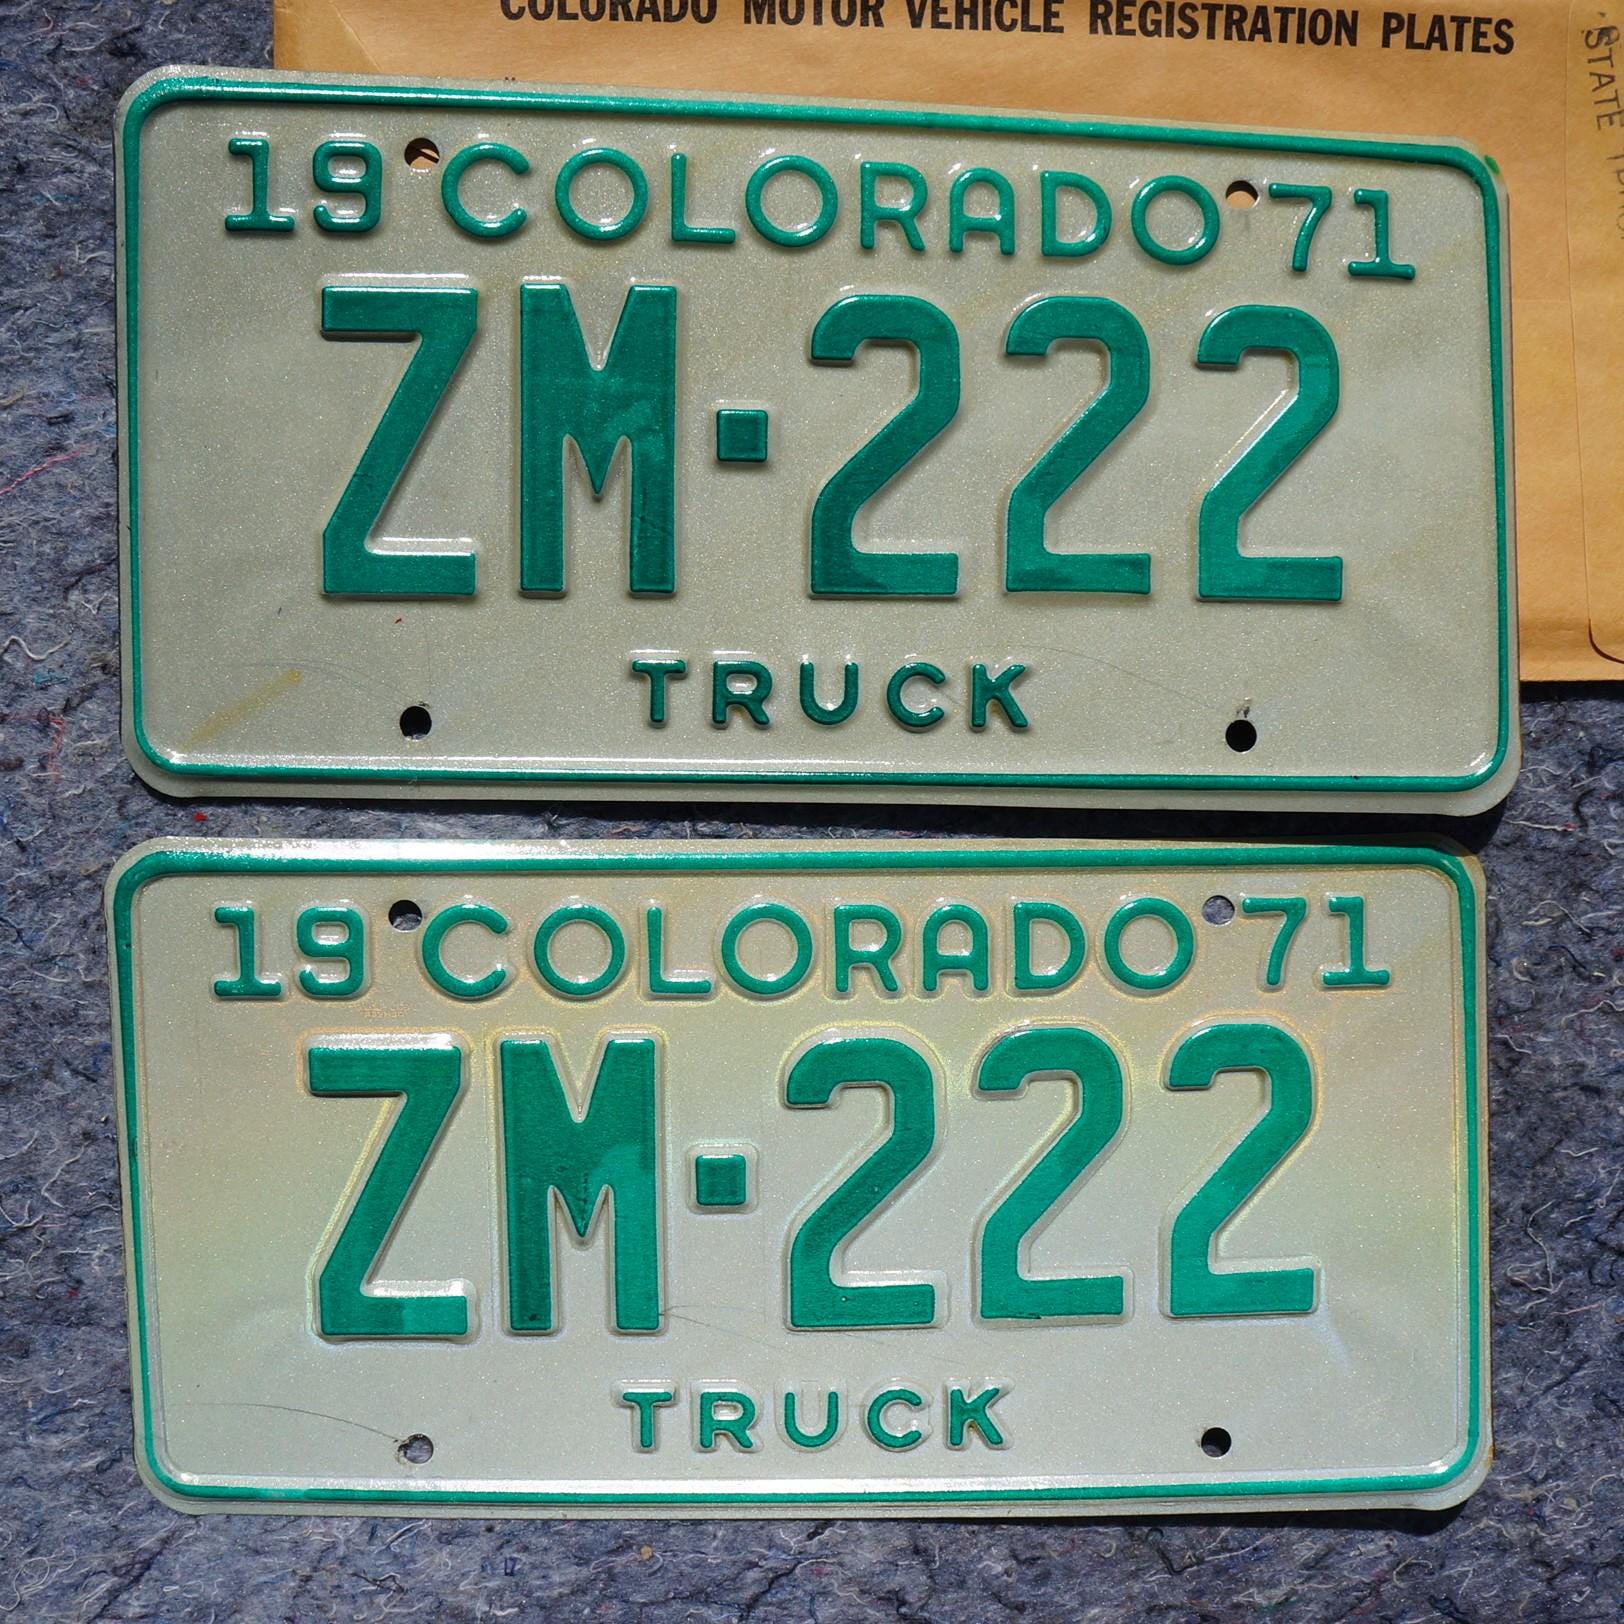 COLORADO MOTOR VEHICLE REGISTRATION PLATES
STATE
19 COLORADO 71
ZM-222
TRUCK
19 COLORADO 71
ZM-222
TRUCK